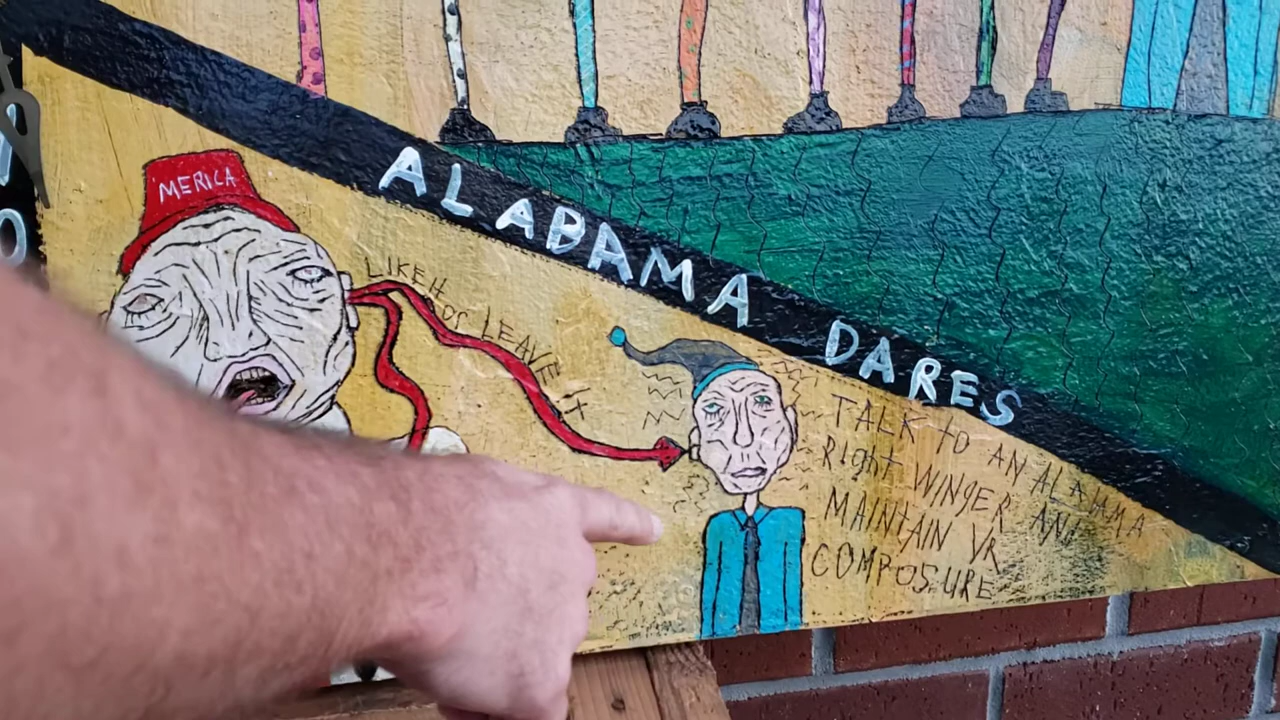 MERICA
ALABAMA DARES
LIKE it
or LEAVE it
TALK to AN ALABAMA
Right WINgER AND
MAINtAIN YR
COMPOSURE